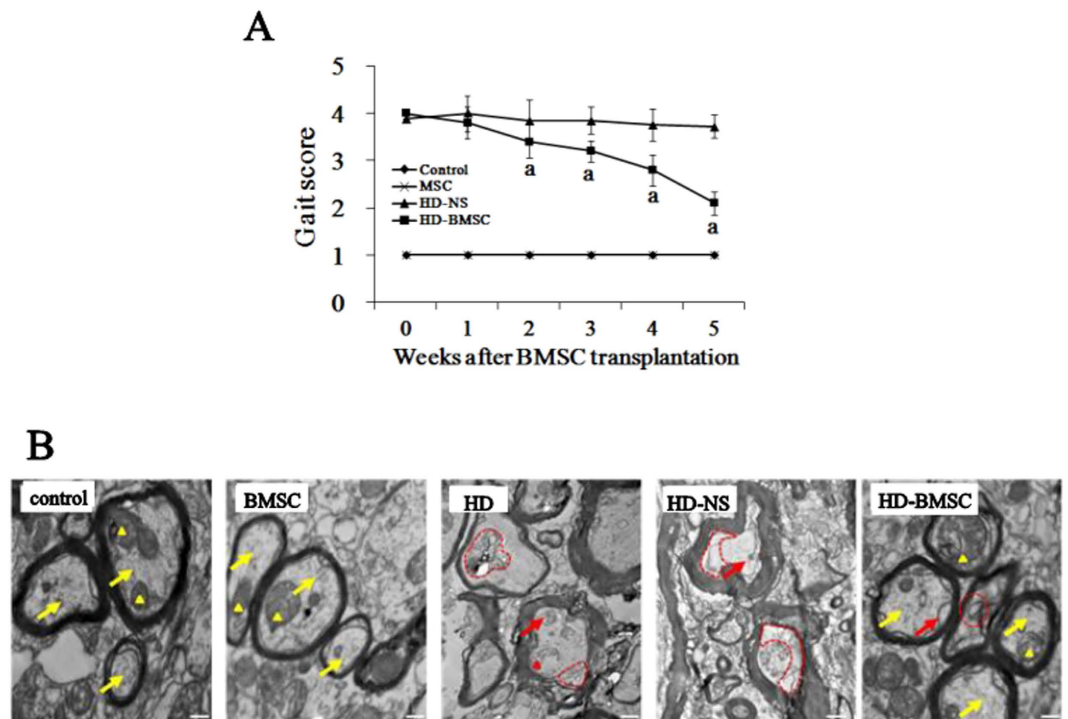 A
5
4
3
2
1
0
Gait score
Control
MSC
HD-NS
HD-BMSC
a
a
a
a
0 1 2 3 4 5
Weeks after BMSC transplantation
B
control
BMSC
HD
HD-NS
HD-BMSC